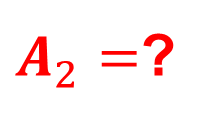 A₂ =?